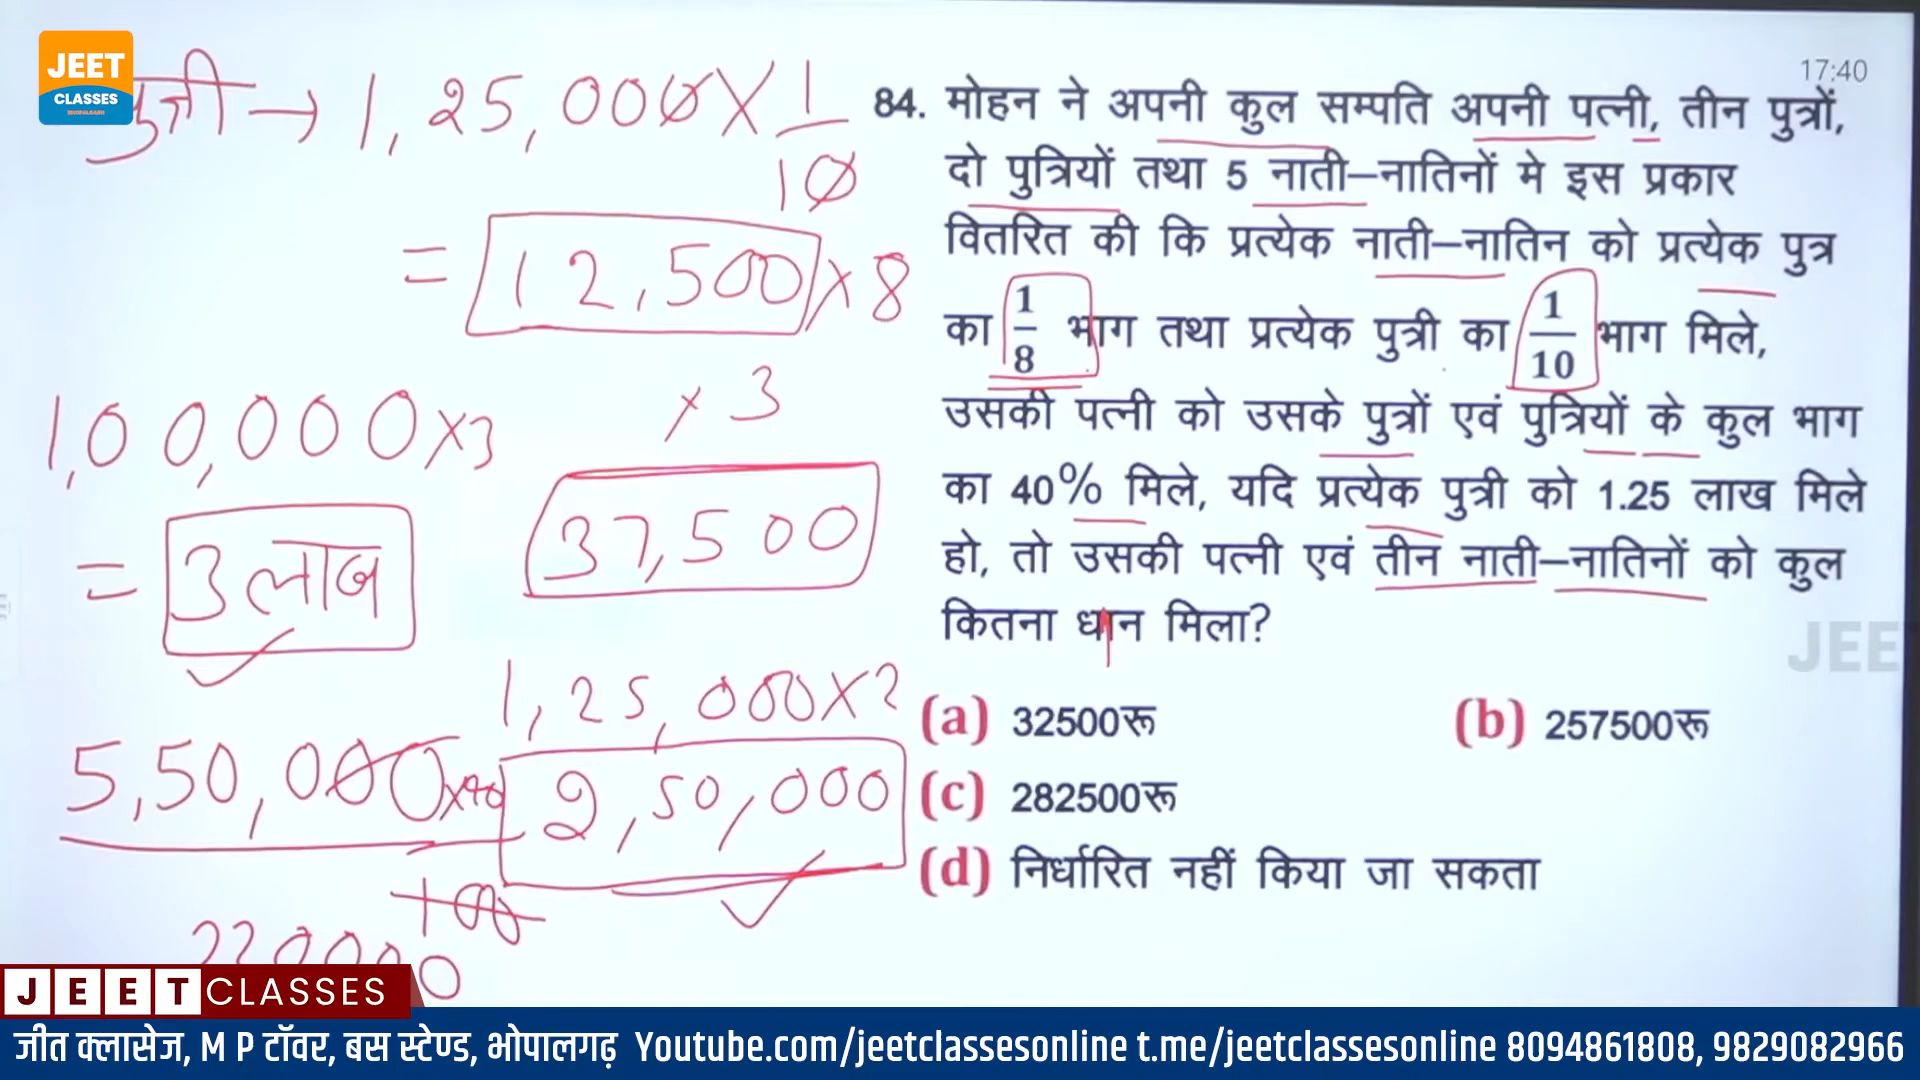 JEET
CLASSES
पुत्री → 1,25,000 X 1
10
= 12,500 x 8
x 3
1,00,000 x 3
37,500
= 3 लाख
1,25,000 X 2
5,50,000 x 40
100
2,50,000
220000
17:40
84. मोहन ने अपनी कुल सम्पति अपनी पत्नी, तीन पुत्रों,
दो पुत्रियों तथा 5 नाती–नातिनों मे इस प्रकार
वितरित की कि प्रत्येक नाती–नातिन को प्रत्येक पुत्र
का 1/8 भाग तथा प्रत्येक पुत्री का 1/10 भाग मिले,
उसकी पत्नी को उसके पुत्रों एवं पुत्रियों के कुल भाग
का 40% मिले, यदि प्रत्येक पुत्री को 1.25 लाख मिले
हो, तो उसकी पत्नी एवं तीन नाती–नातिनों को कुल
कितना धान मिला?
(a) 32500रू (b) 257500रू
(c) 282500रू
(d) निर्धारित नहीं किया जा सकता
JEE
JEET CLASSES
जीत क्लासेज, M P टॉवर, बस स्टेण्ड, भोपालगढ़ Youtube.com/jeetclassesonline t.me/jeetclassesonline 8094861808, 9829082966